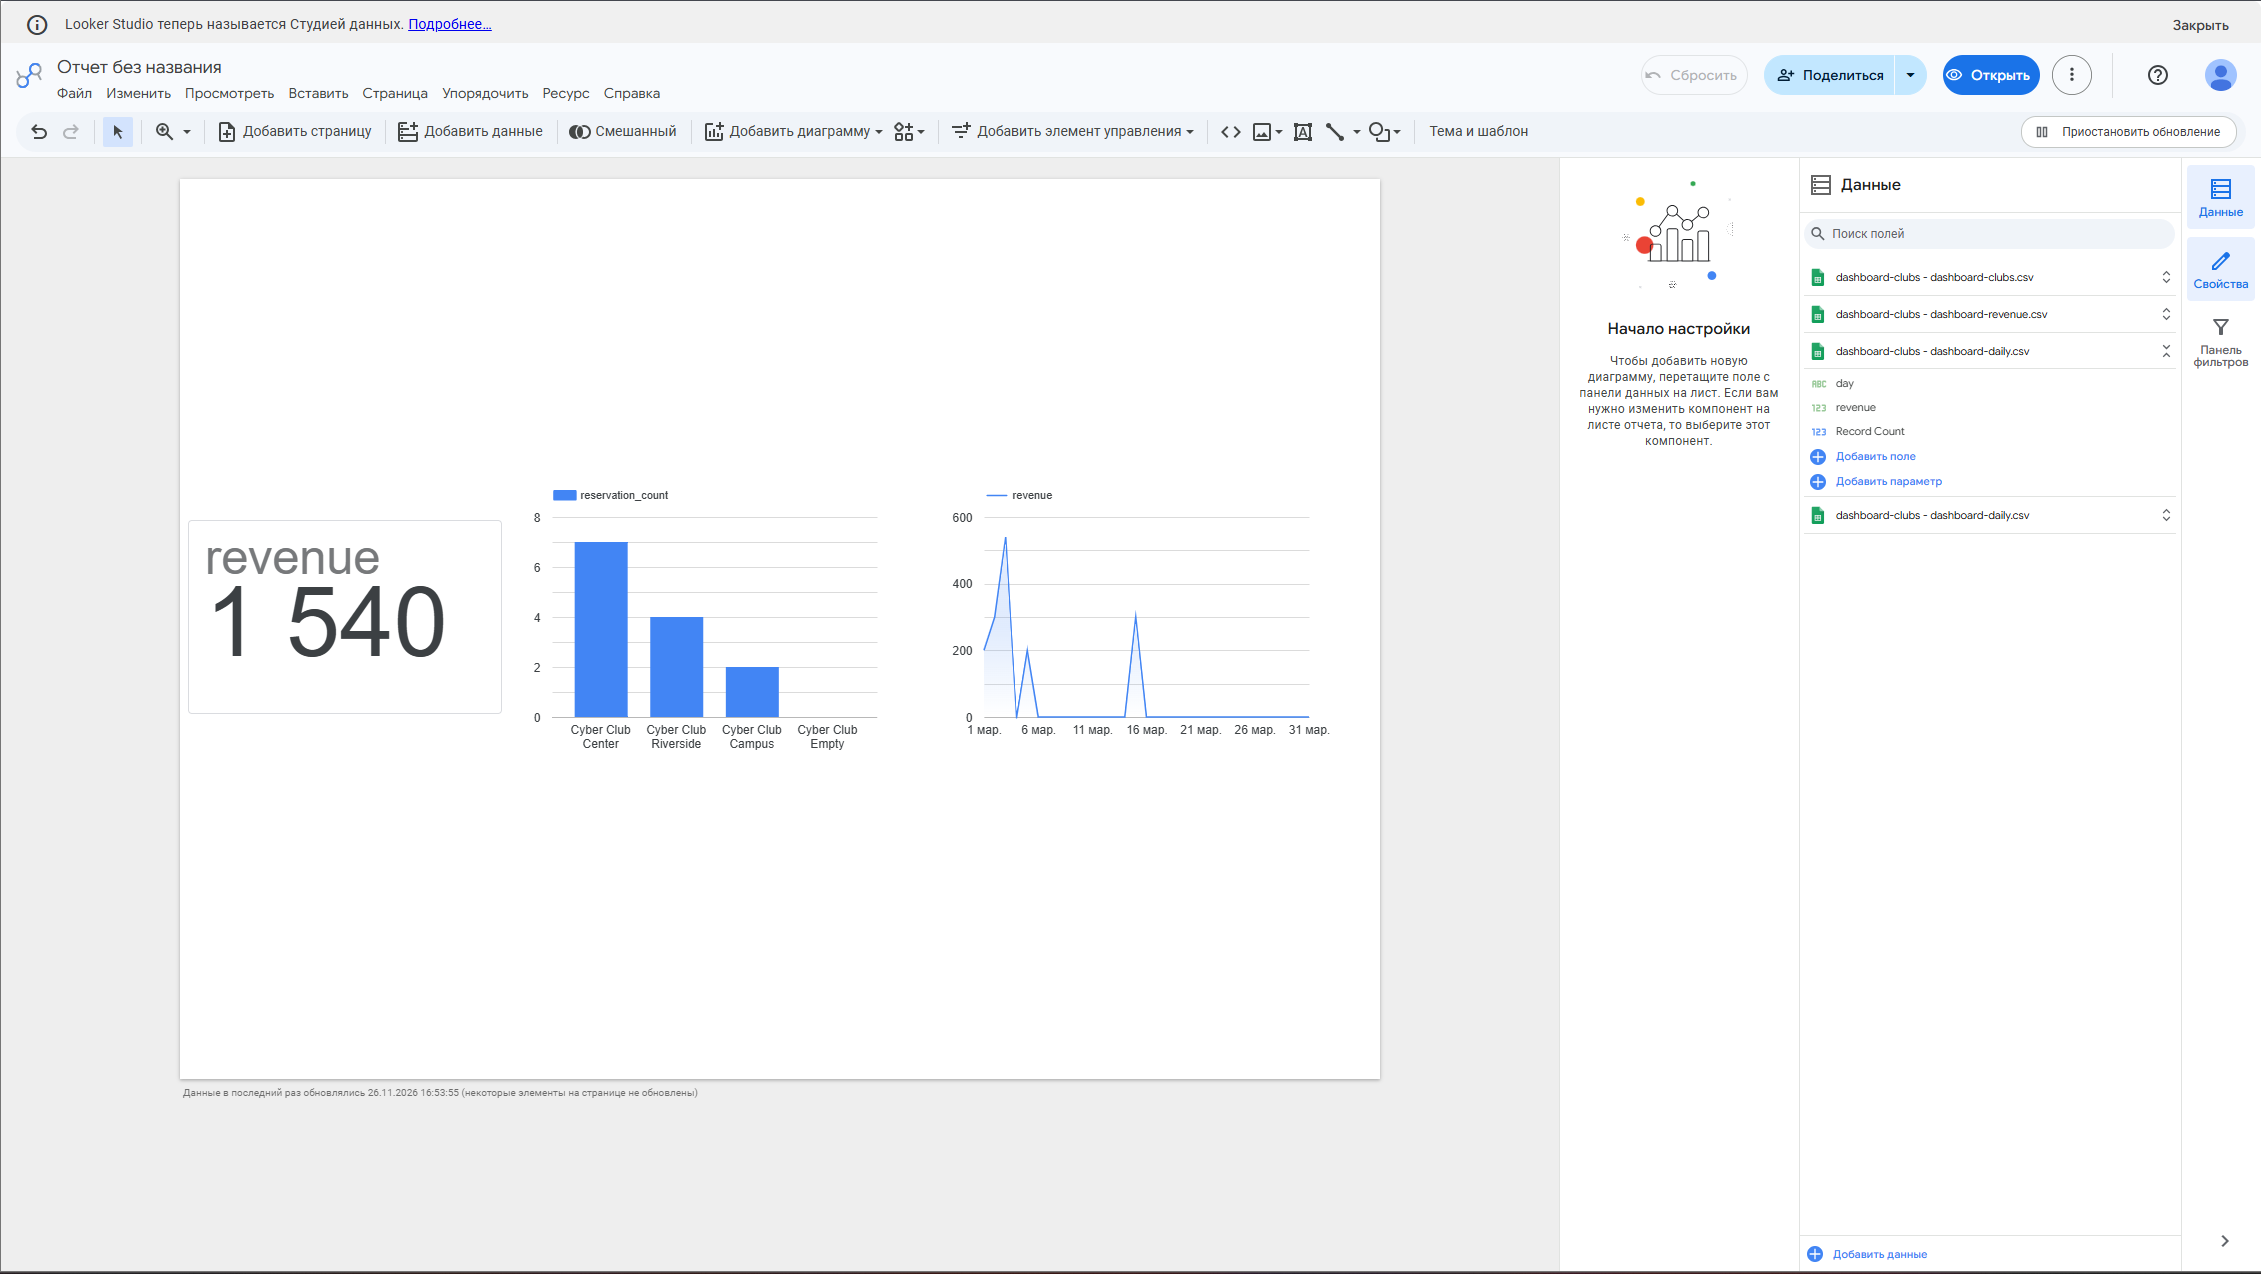 Looker Studio теперь называется Студией данных. Подробнее…
Закрыть
Отчет без названия
Файл Изменить Просмотреть Вставить Страница Упорядочить Ресурс Справка
Сбросить
Поделиться
Открыть
Добавить страницу
Добавить данные
Смешанный
Добавить диаграмму
Добавить элемент управления
Тема и шаблон
Приостановить обновление
revenue
1 540
reservation_count
8
6
4
2
0
Cyber Club Center
Cyber Club Riverside
Cyber Club Campus
Cyber Club Empty
revenue
600
400
200
0
1 мар. 6 мар. 11 мар. 16 мар. 21 мар. 26 мар. 31 мар.
Данные в последний раз обновлялись 26.11.2026 16:53:55 (некоторые элементы на странице не обновлены)
Начало настройки
Чтобы добавить новую
диаграмму, перетащите поле с
панели данных на лист. Если вам
нужно изменить компонент на
листе отчета, то выберите этот
компонент.
Данные
Поиск полей
dashboard-clubs - dashboard-clubs.csv
dashboard-clubs - dashboard-revenue.csv
dashboard-clubs - dashboard-daily.csv
ABC day
123 revenue
123 Record Count
Добавить поле
Добавить параметр
dashboard-clubs - dashboard-daily.csv
Добавить данные
Данные
Свойства
Панель
фильтров